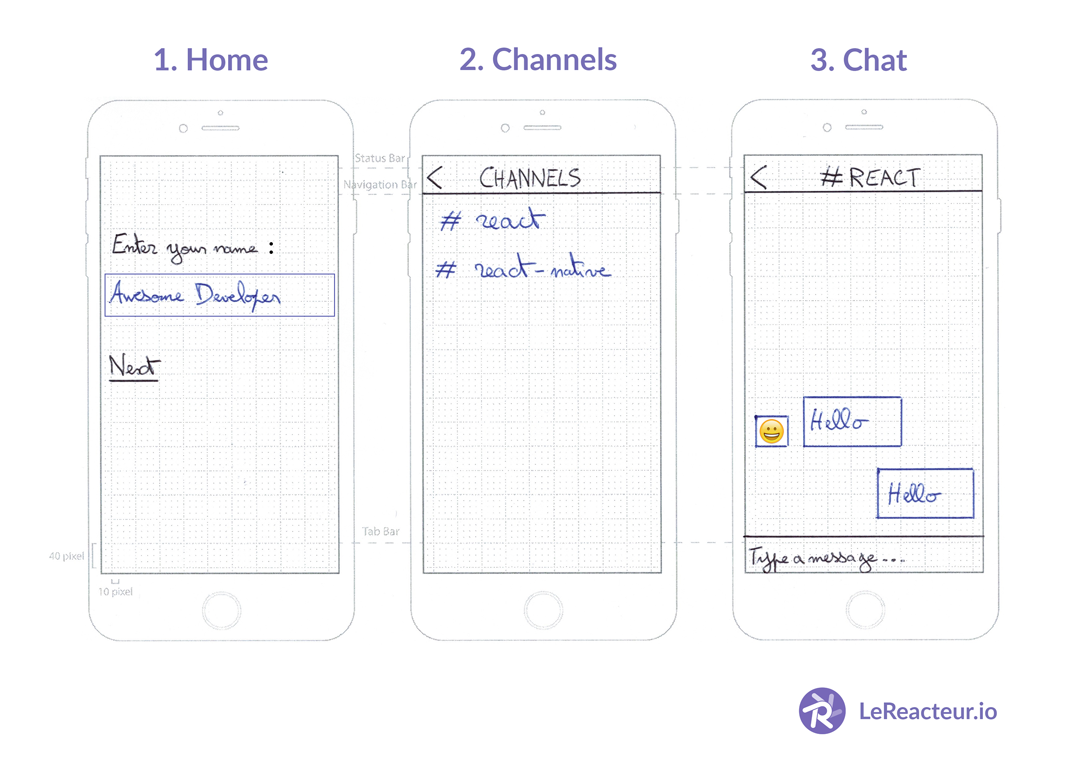 1. Home
2. Channels
3. Chat
Status Bar
Navigation Bar
Tab Bar
40 pixel
10 pixel
Enter your name :
Awesome Developer
Next
< CHANNELS
# react
# react-native
< #REACT
Hello
Hello
Type a message...
LeReacteur.io